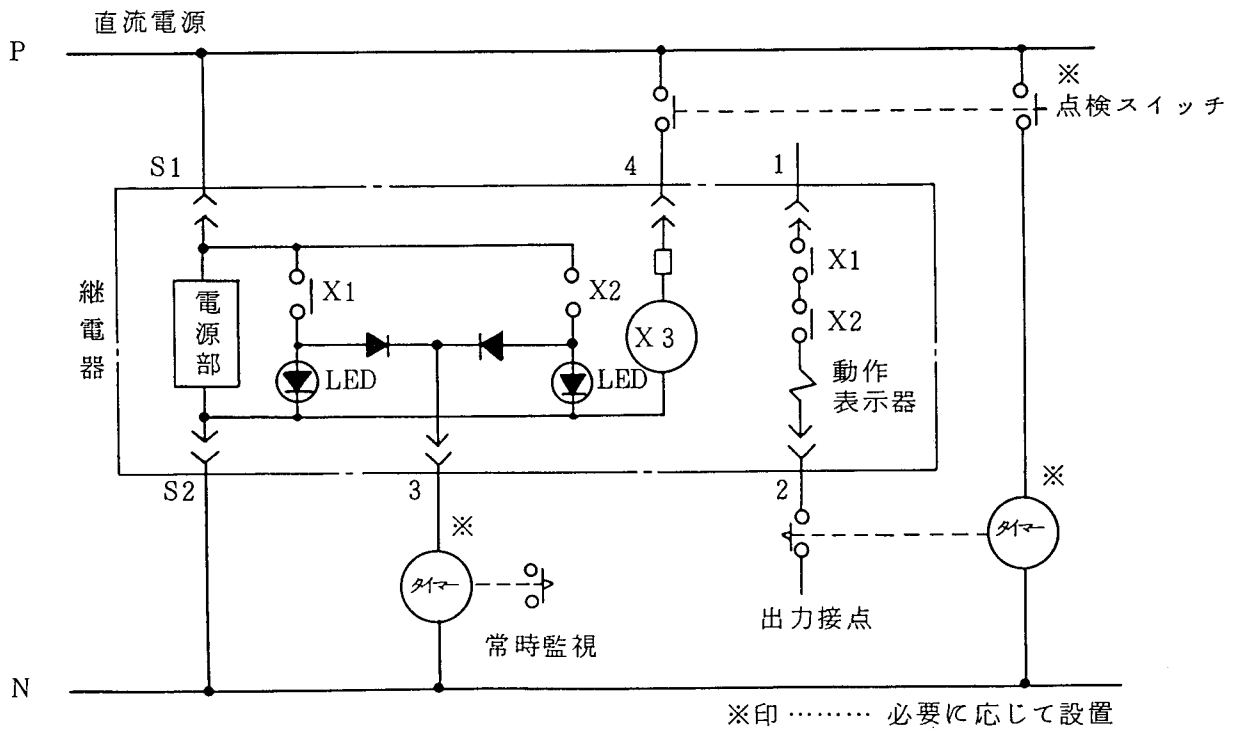 直流電源
P
※
点検スイッチ
S1
4
1
継電器
電源部
X1
X2
X3
X1
X2
LED
LED
動作
表示器
S2
3
2
※
※
タイマー
タイマー
常時監視
出力接点
N
※印 ……… 必要に応じて設置